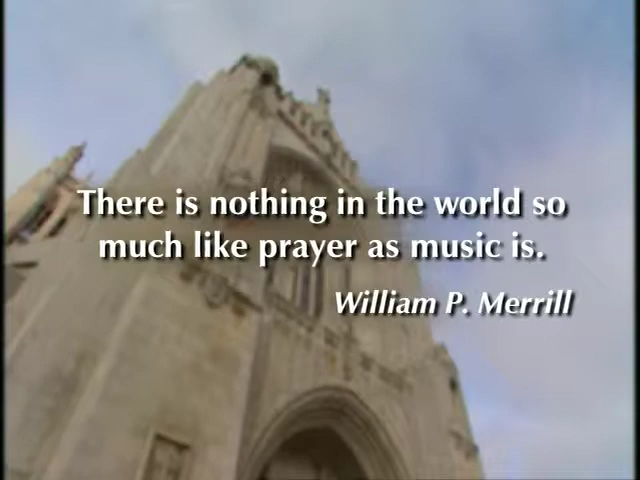 There is nothing in the world so
much like prayer as music is.
William P. Merrill